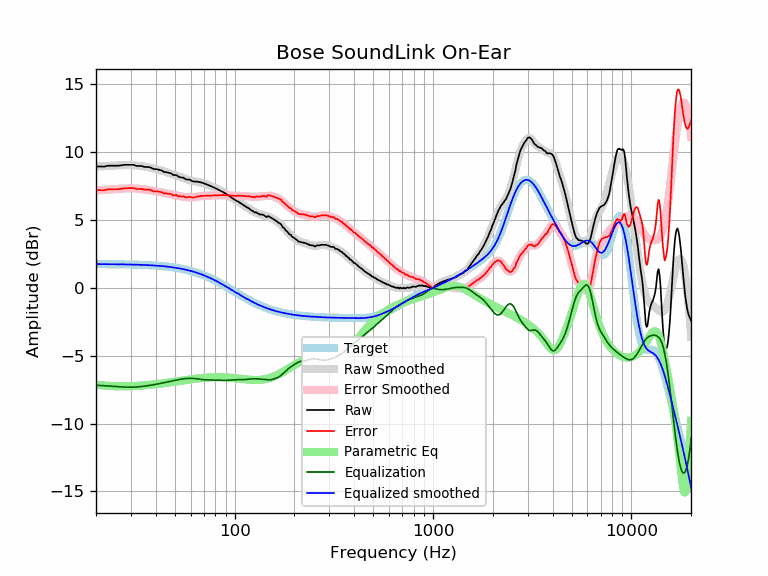 Bose SoundLink On-Ear
15
10
5
0
−5
−10
−15
Amplitude (dBr)
Target
Raw Smoothed
Error Smoothed
Raw
Error
Parametric Eq
Equalization
Equalized smoothed
100
1000
10000
Frequency (Hz)